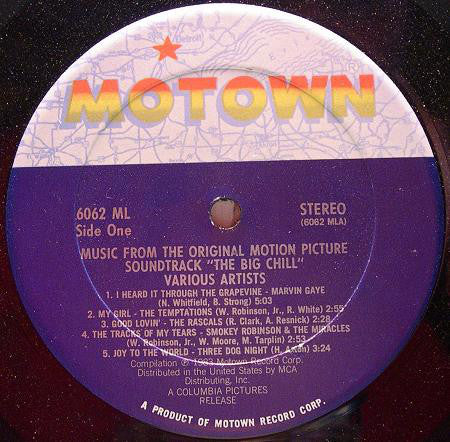 Detroit
MOTOWN
6062 ML
Side One
STEREO
(6062 MLA)
MUSIC FROM THE ORIGINAL MOTION PICTURE
SOUNDTRACK "THE BIG CHILL"
VARIOUS ARTISTS
1. I HEARD IT THROUGH THE GRAPEVINE - MARVIN GAYE
(N. Whitfield, B. Strong) 5:03
2. MY GIRL - THE TEMPTATIONS (W. Robinson, Jr., R. White) 2:55
3. GOOD LOVIN' - THE RASCALS (R. Clark, A. Resnick) 2:28
4. THE TRACKS OF MY TEARS - SMOKEY ROBINSON & THE MIRACLES
(W. Robinson, Jr., W. Moore, M. Tarplin) 2:53
5. JOY TO THE WORLD - THREE DOG NIGHT (H. Axton) 3:24
Compilation ℗ 1983 Motown Record Corp.
Distributed in the United States by MCA
Distributing, Inc.
A COLUMBIA PICTURES
RELEASE
A PRODUCT OF MOTOWN RECORD CORP.